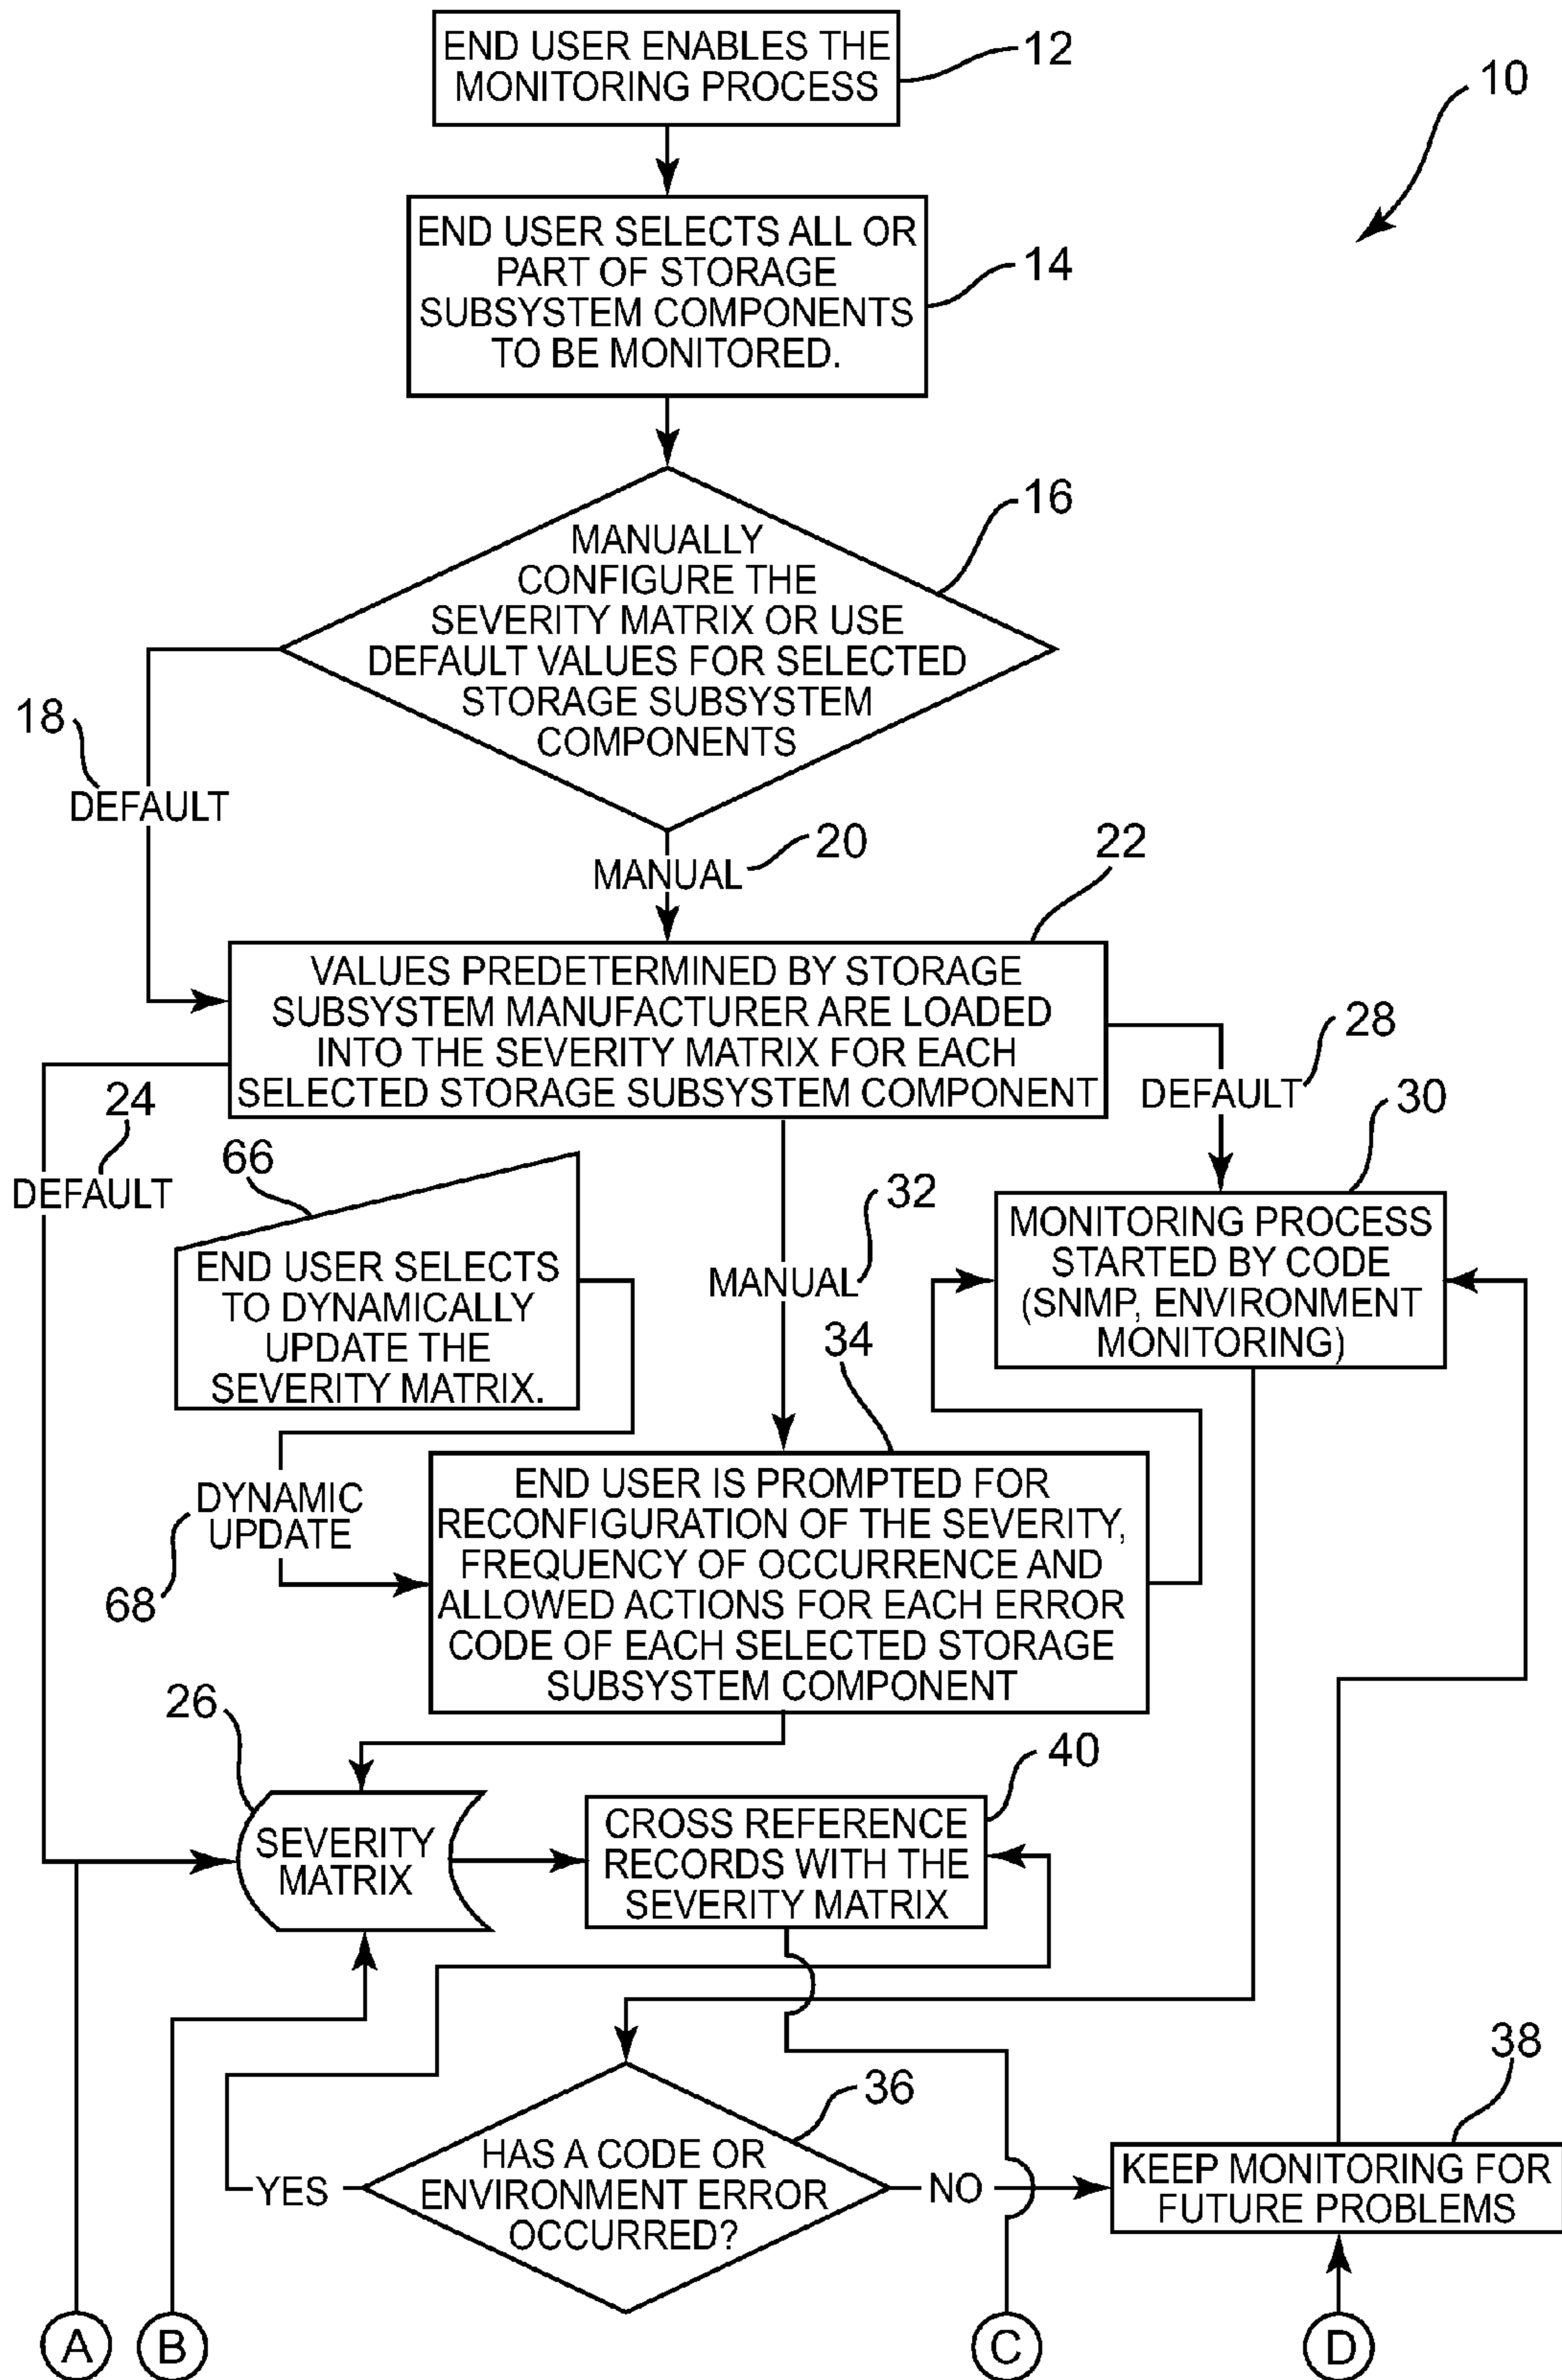 END USER ENABLES THE
MONITORING PROCESS
12
10
END USER SELECTS ALL OR
PART OF STORAGE
SUBSYSTEM COMPONENTS
TO BE MONITORED.
14
MANUALLY
CONFIGURE THE
SEVERITY MATRIX OR USE
DEFAULT VALUES FOR SELECTED
STORAGE SUBSYSTEM
COMPONENTS
16
18
DEFAULT
MANUAL
20
22
VALUES PREDETERMINED BY STORAGE
SUBSYSTEM MANUFACTURER ARE LOADED
INTO THE SEVERITY MATRIX FOR EACH
SELECTED STORAGE SUBSYSTEM COMPONENT
28
DEFAULT
24
DEFAULT
30
66
END USER SELECTS
TO DYNAMICALLY
UPDATE THE
SEVERITY MATRIX.
32
MANUAL
MONITORING PROCESS
STARTED BY CODE
(SNMP, ENVIRONMENT
MONITORING)
34
DYNAMIC
UPDATE
68
END USER IS PROMPTED FOR
RECONFIGURATION OF THE SEVERITY,
FREQUENCY OF OCCURRENCE AND
ALLOWED ACTIONS FOR EACH ERROR
CODE OF EACH SELECTED STORAGE
SUBSYSTEM COMPONENT
26
SEVERITY
MATRIX
40
CROSS REFERENCE
RECORDS WITH THE
SEVERITY MATRIX
36
HAS A CODE OR
ENVIRONMENT ERROR
OCCURRED?
YES
NO
38
KEEP MONITORING FOR
FUTURE PROBLEMS
A
B
C
D